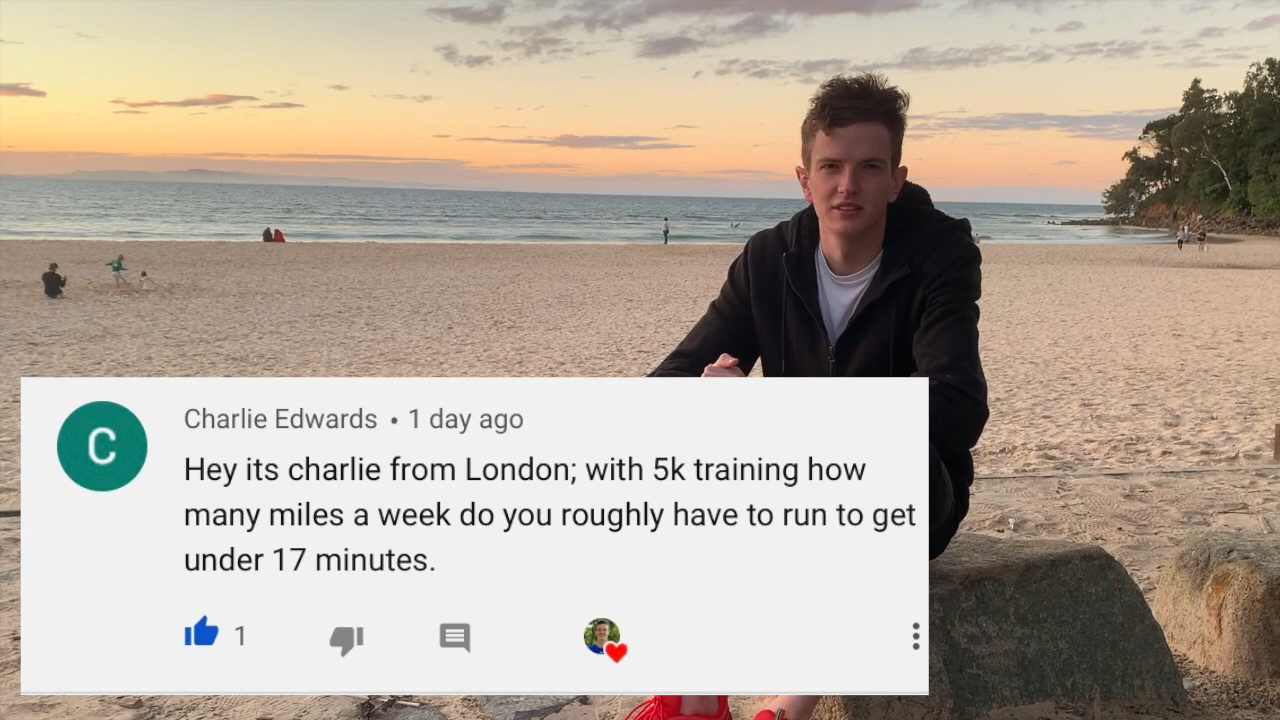 C
Charlie Edwards • 1 day ago
Hey its charlie from London; with 5k training how
many miles a week do you roughly have to run to get
under 17 minutes.
1